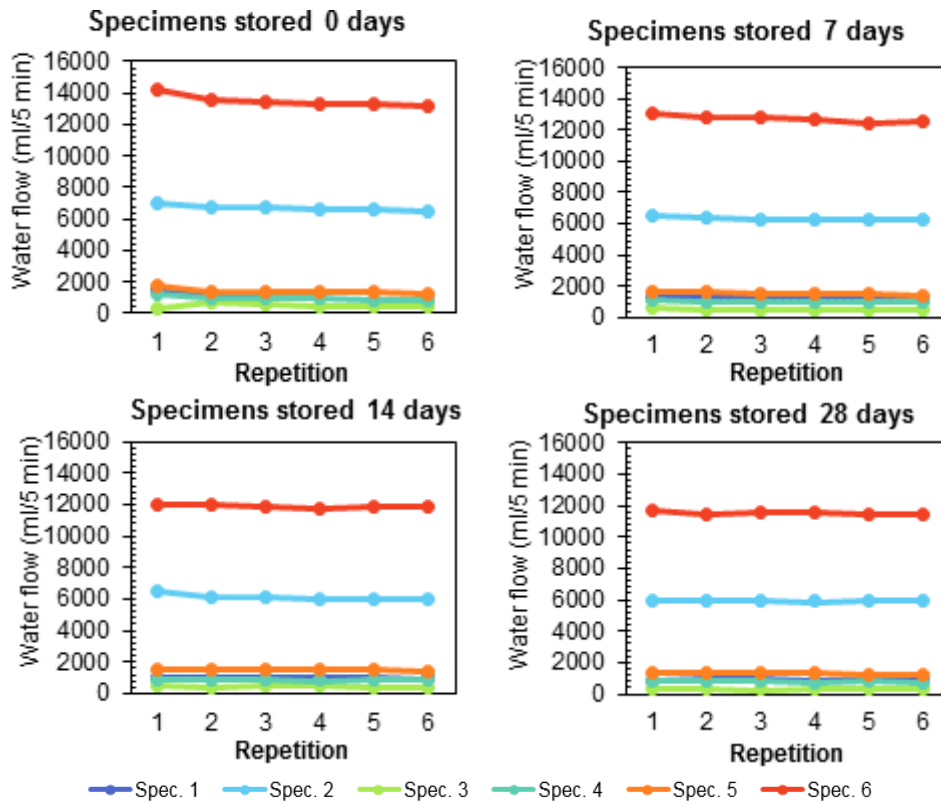 Specimens stored 0 days
Water flow (ml/5 min)
16000
14000
12000
10000
8000
6000
4000
2000
0
1 2 3 4 5 6
Repetition
Specimens stored 7 days
Water flow (ml/5 min)
16000
14000
12000
10000
8000
6000
4000
2000
0
1 2 3 4 5 6
Repetition
Specimens stored 14 days
Water flow (ml/5 min)
16000
14000
12000
10000
8000
6000
4000
2000
0
1 2 3 4 5 6
Repetition
Specimens stored 28 days
Water flow (ml/5 min)
16000
14000
12000
10000
8000
6000
4000
2000
0
1 2 3 4 5 6
Repetition
Spec. 1 Spec. 2 Spec. 3 Spec. 4 Spec. 5 Spec. 6